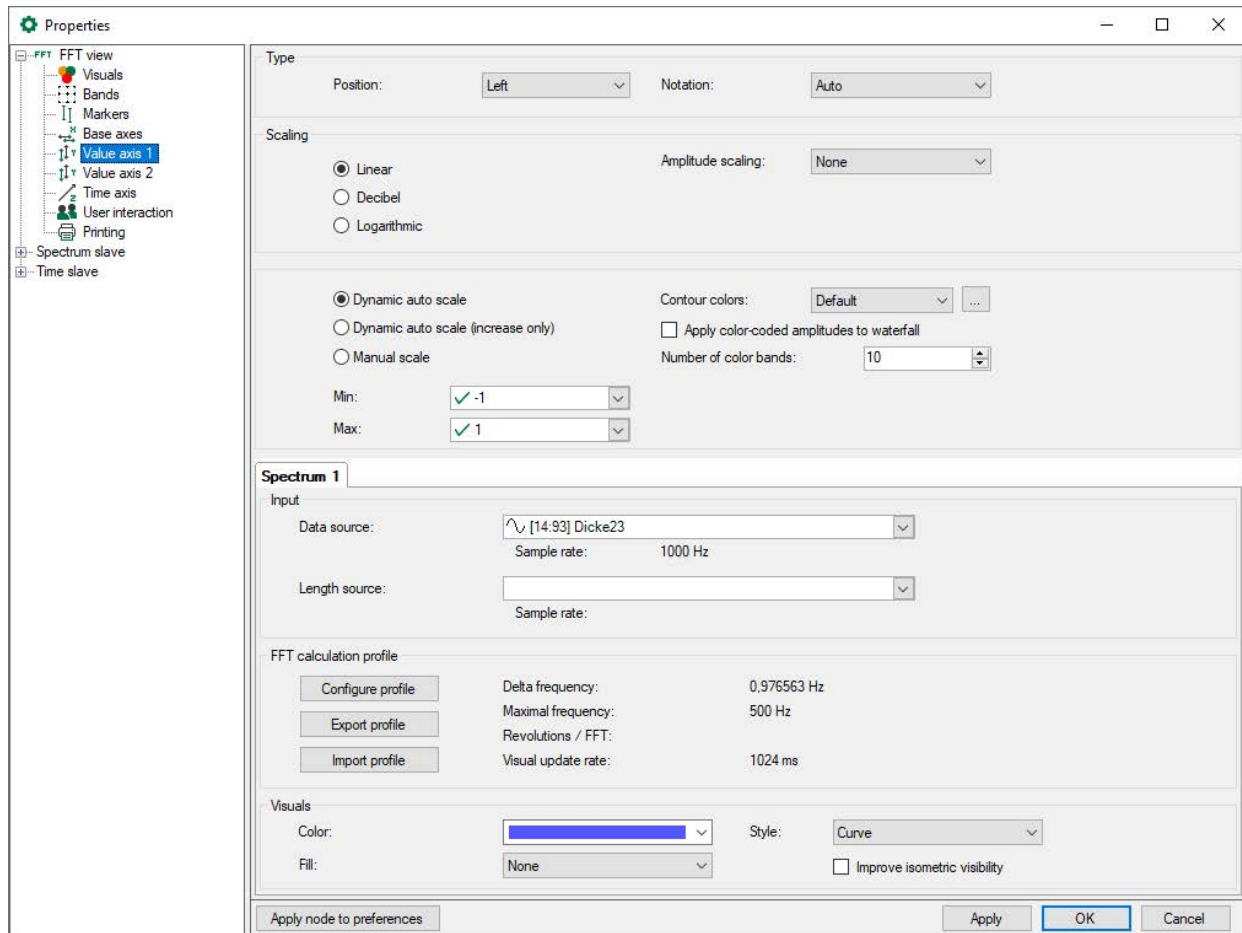 Properties
FFT FFT view
Visuals
Bands
Markers
Base axes
Value axis 1
Value axis 2
Time axis
User interaction
Printing
Spectrum slave
Time slave
Type
Position: Left Notation: Auto
Scaling
Linear Amplitude scaling: None
Decibel
Logarithmic
Dynamic auto scale Contour colors: Default ...
Dynamic auto scale (increase only) Apply color-coded amplitudes to waterfall
Manual scale Number of color bands: 10
Min: -1
Max: 1
Spectrum 1
Input
Data source: [14:93] Dicke23
Sample rate: 1000 Hz
Length source:
Sample rate:
FFT calculation profile
Configure profile Delta frequency: 0,976563 Hz
Maximal frequency: 500 Hz
Export profile
Revolutions / FFT:
Import profile Visual update rate: 1024 ms
Visuals
Color: Style: Curve
Fill: None Improve isometric visibility
Apply node to preferences Apply OK Cancel